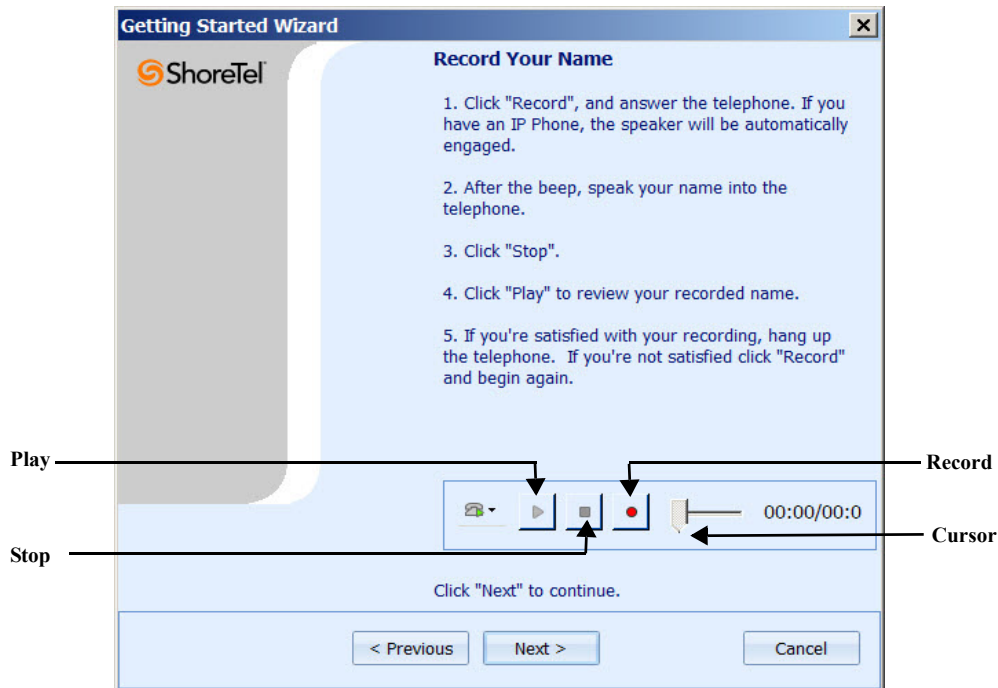 Getting Started Wizard
ShoreTel
Record Your Name
1. Click "Record", and answer the telephone. If you
have an IP Phone, the speaker will be automatically
engaged.
2. After the beep, speak your name into the
telephone.
3. Click "Stop".
4. Click "Play" to review your recorded name.
5. If you're satisfied with your recording, hang up
the telephone.  If you're not satisfied click "Record"
and begin again.
Play
Record
00:00/00:0
Cursor
Stop
Click "Next" to continue.
< Previous
Next >
Cancel